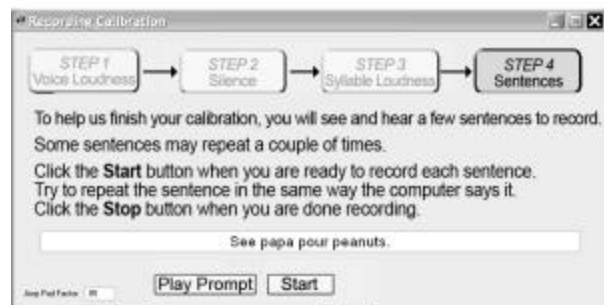 Recording Calibration
STEP 1
Voice Loudness
STEP 2
Silence
STEP 3
Syllable Loudness
STEP 4
Sentences
To help us finish your calibration, you will see and hear a few sentences to record.
Some sentences may repeat a couple of times.
Click the Start button when you are ready to record each sentence.
Try to repeat the sentence in the same way the computer says it.
Click the Stop button when you are done recording.
See papa pour peanuts.
Play Prompt
Start